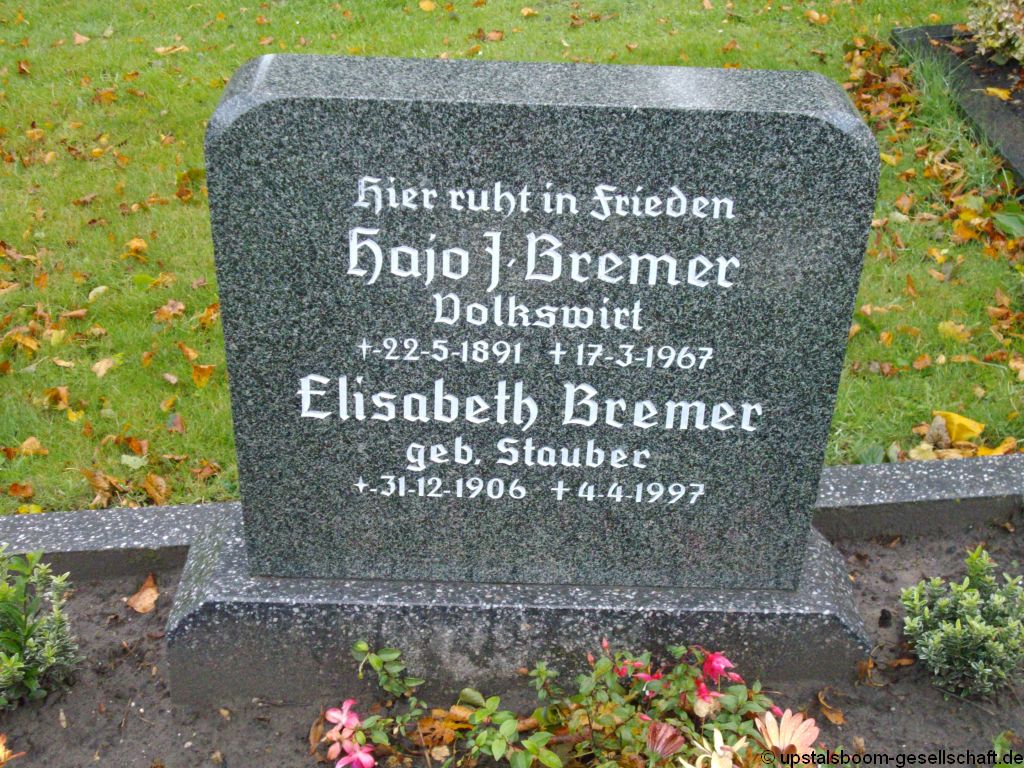 Hier ruht in Frieden
Hajo J. Bremer
Volkswirt
+ 22-5-1891 + 17-3-1967
Elisabeth Bremer
geb. Stauber
+ 31-12-1906 + 4-4-1997
© upstalsboom-gesellschaft.de